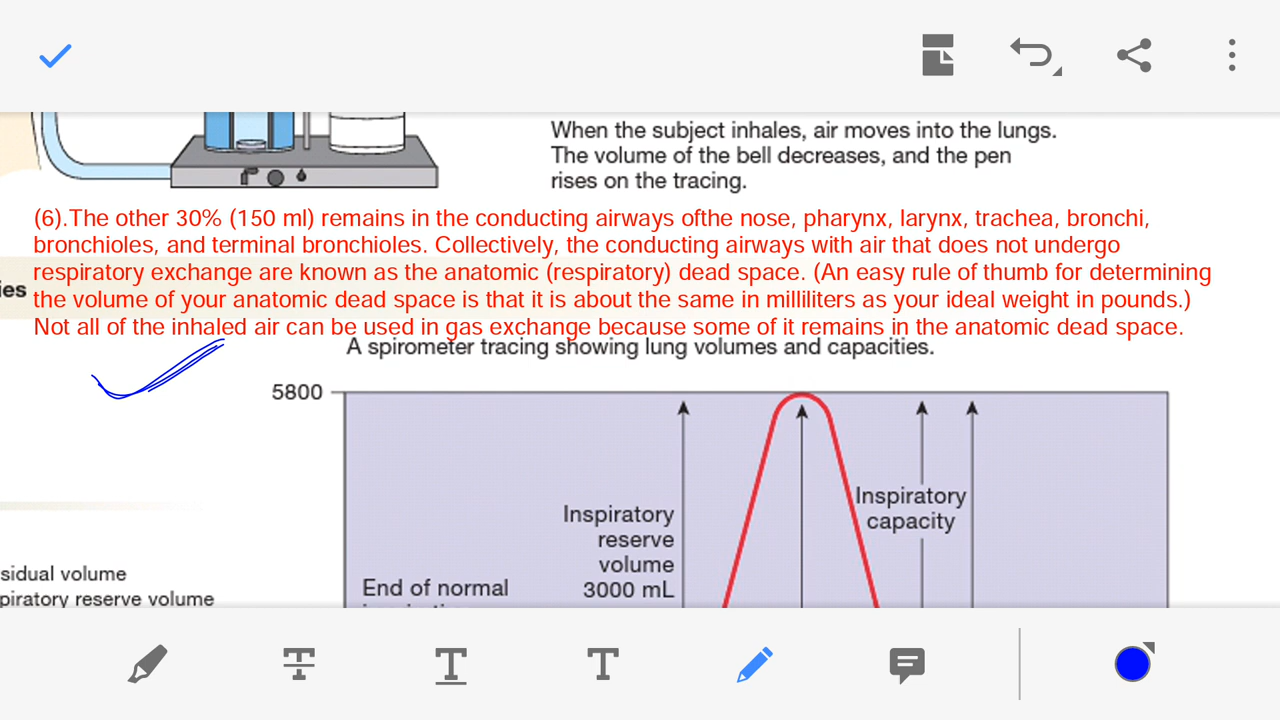 When the subject inhales, air moves into the lungs.
The volume of the bell decreases, and the pen
rises on the tracing.
(6).The other 30% (150 ml) remains in the conducting airways ofthe nose, pharynx, larynx, trachea, bronchi,
bronchioles, and terminal bronchioles. Collectively, the conducting airways with air that does not undergo
respiratory exchange are known as the anatomic (respiratory) dead space. (An easy rule of thumb for determining
ies
the volume of your anatomic dead space is that it is about the same in milliliters as your ideal weight in pounds.)
Not all of the inhaled air can be used in gas exchange because some of it remains in the anatomic dead space.
A spirometer tracing showing lung volumes and capacities.
5800
Inspiratory
reserve
volume
3000 mL
Inspiratory
capacity
End of normal
sidual volume
piratory reserve volume
T
T
T